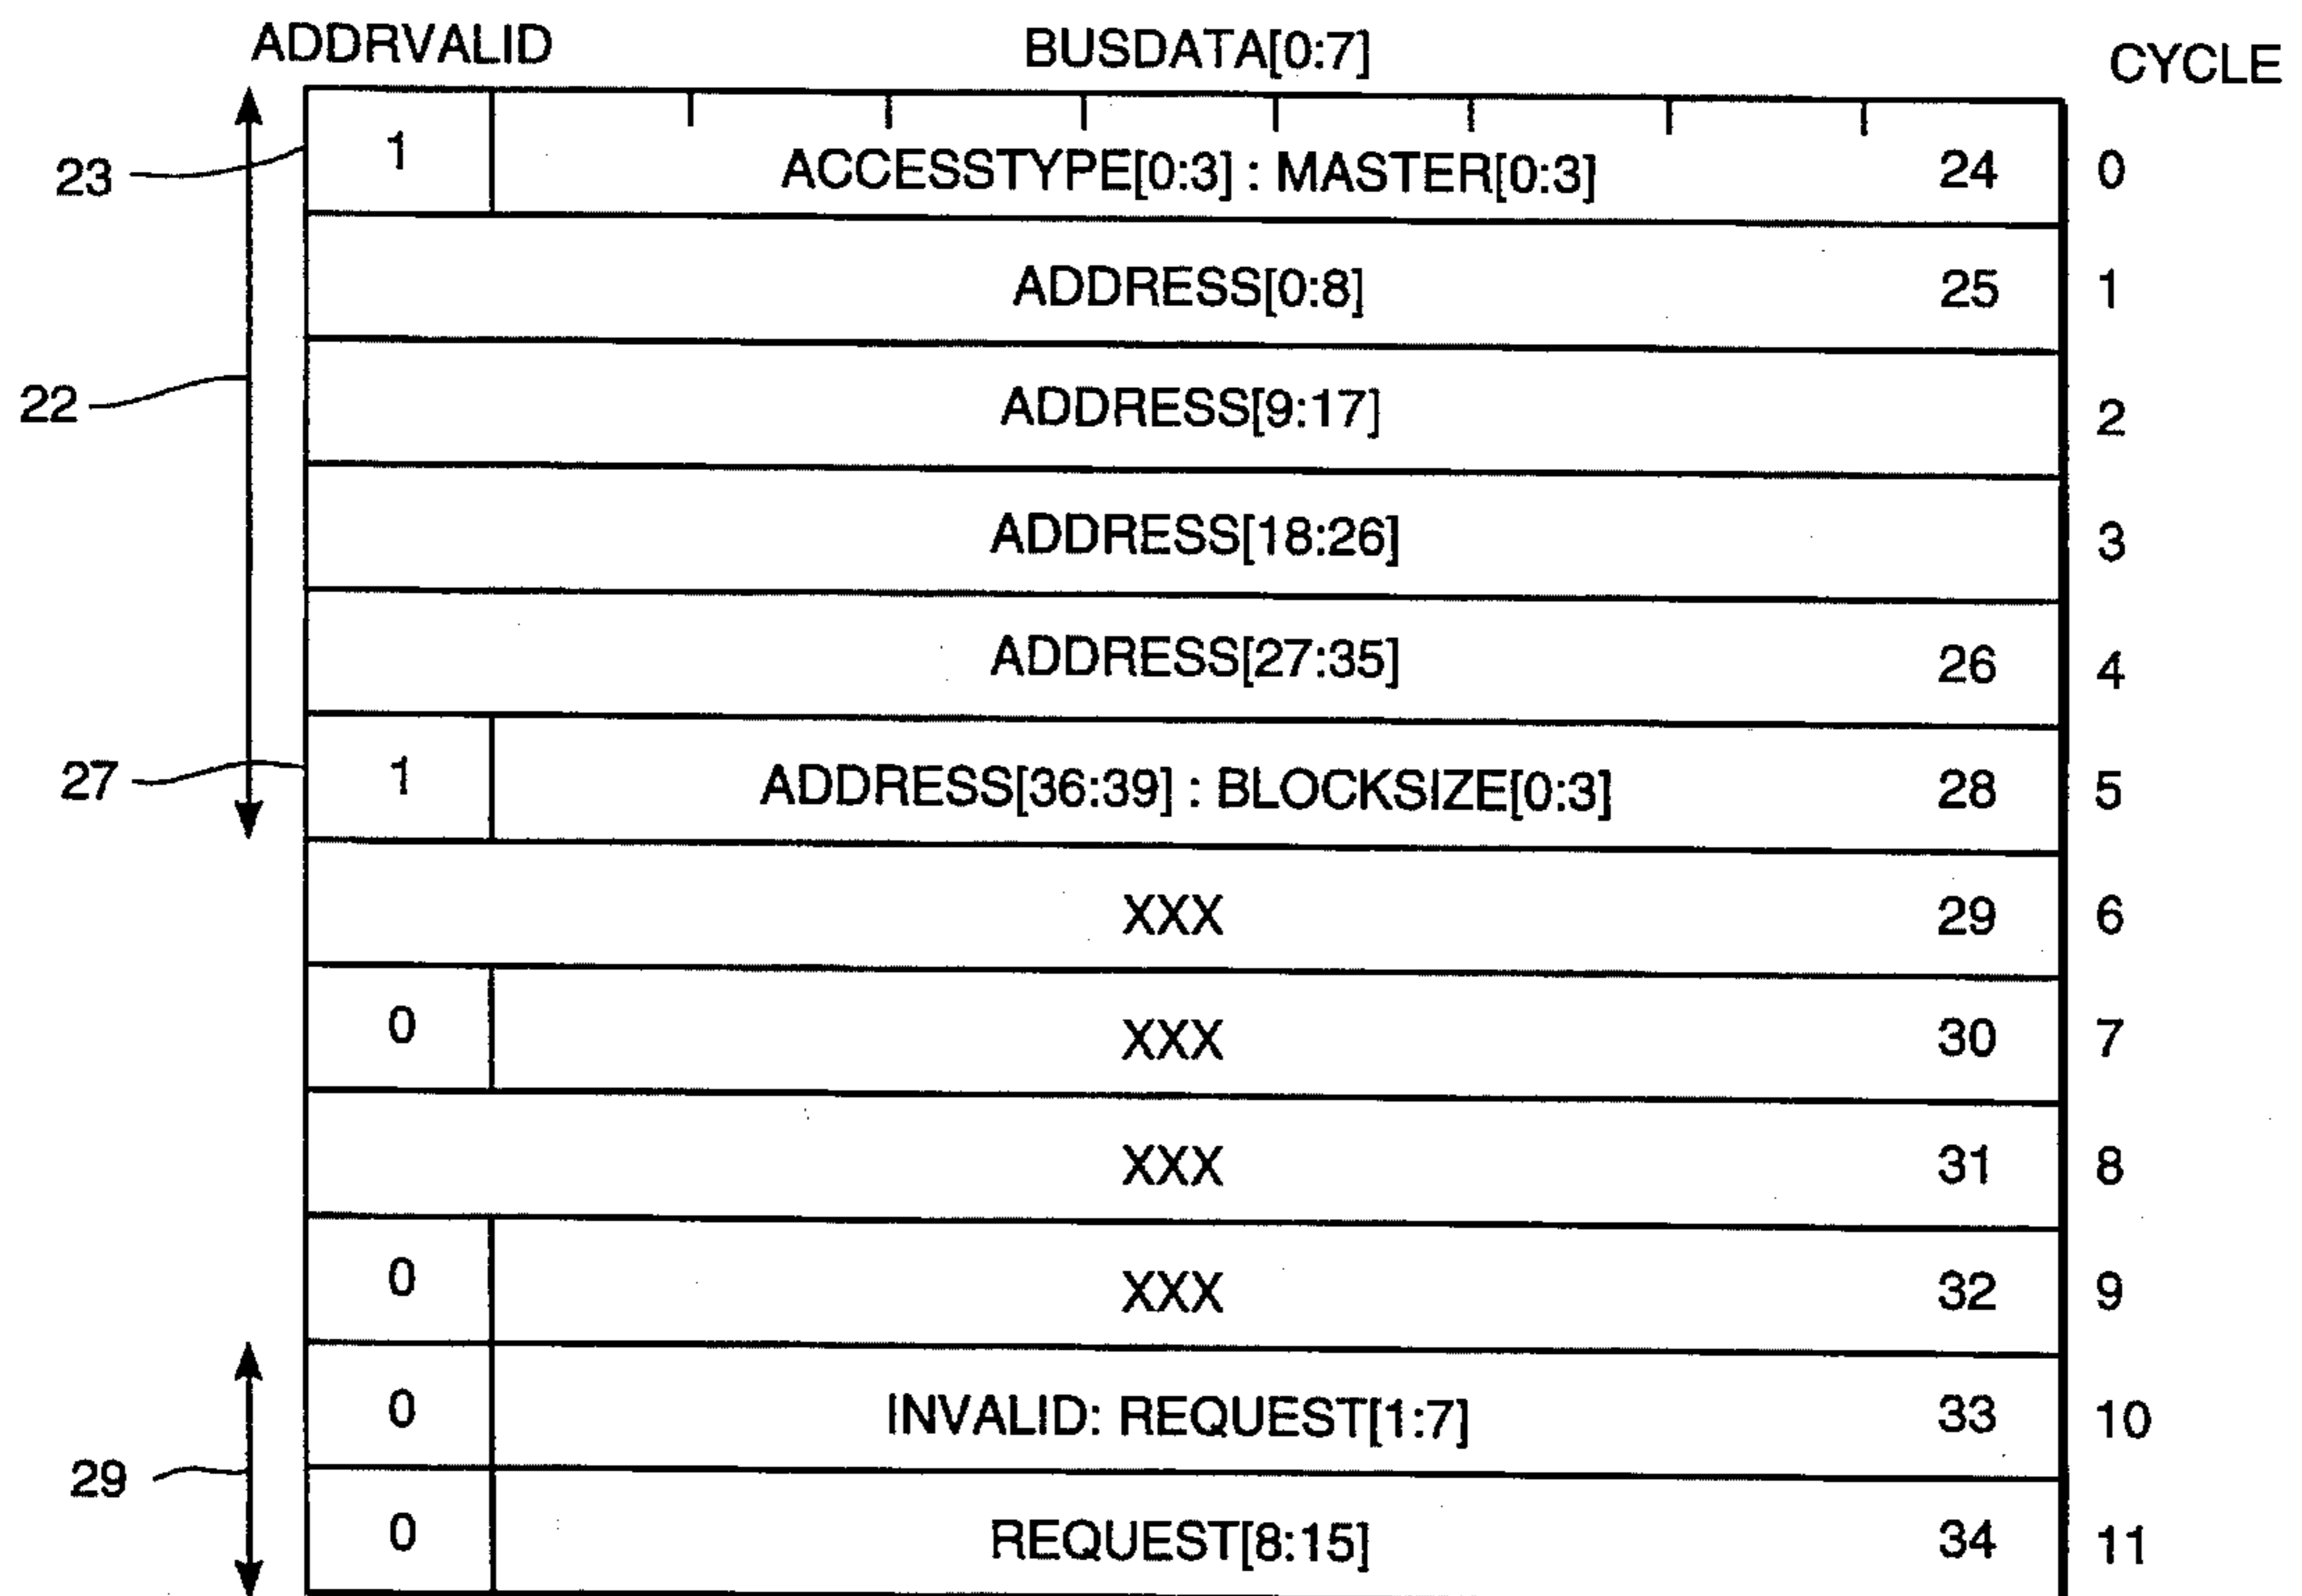 ADDRVALID BUSDATA[0:7] CYCLE
23 1 ACCESSTYPE[0:3] : MASTER[0:3] 24 0
ADDRESS[0:8] 25 1
22 ADDRESS[9:17] 2
ADDRESS[18:26] 3
ADDRESS[27:35] 26 4
27 1 ADDRESS[36:39] : BLOCKSIZE[0:3] 28 5
XXX 29 6
0 XXX 30 7
XXX 31 8
0 XXX 32 9
0 INVALID: REQUEST[1:7] 33 10
29 0 REQUEST[8:15] 34 11